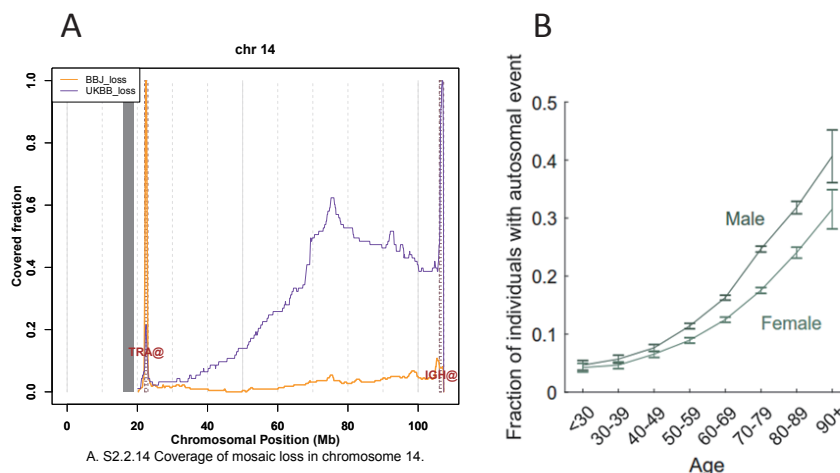 A
chr 14
BBJ_loss
UKBB_loss
Covered fraction
0.0
0.2
0.4
0.6
0.8
1.0
TRA@
IGH@
0
20
40
60
80
100
Chromosomal Position (Mb)
A. S2.2.14 Coverage of mosaic loss in chromosome 14.
B
Fraction of individuals with autosomal event
0.5
0.4
0.3
0.2
0.1
0
Male
Female
<30
30-39
40-49
50-59
60-69
70-79
80-89
90+
Age